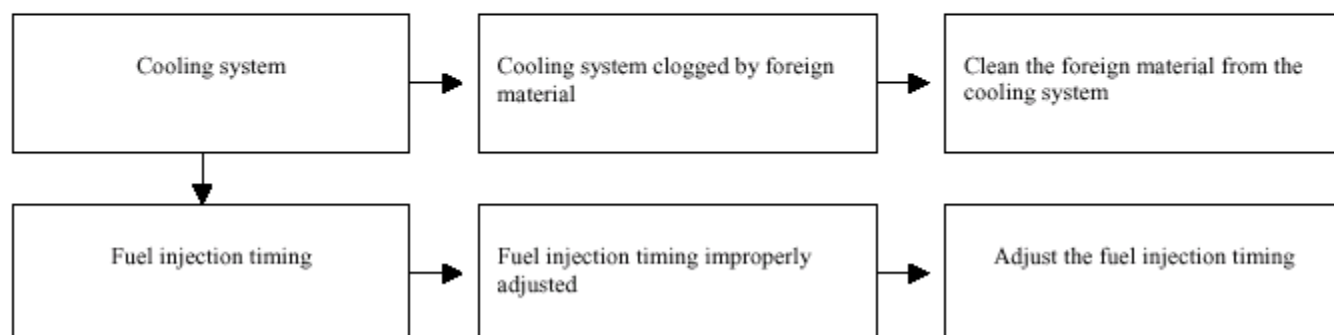 Cooling system
Cooling system clogged by foreign
material
Clean the foreign material from the
cooling system
Fuel injection timing
Fuel injection timing improperly
adjusted
Adjust the fuel injection timing